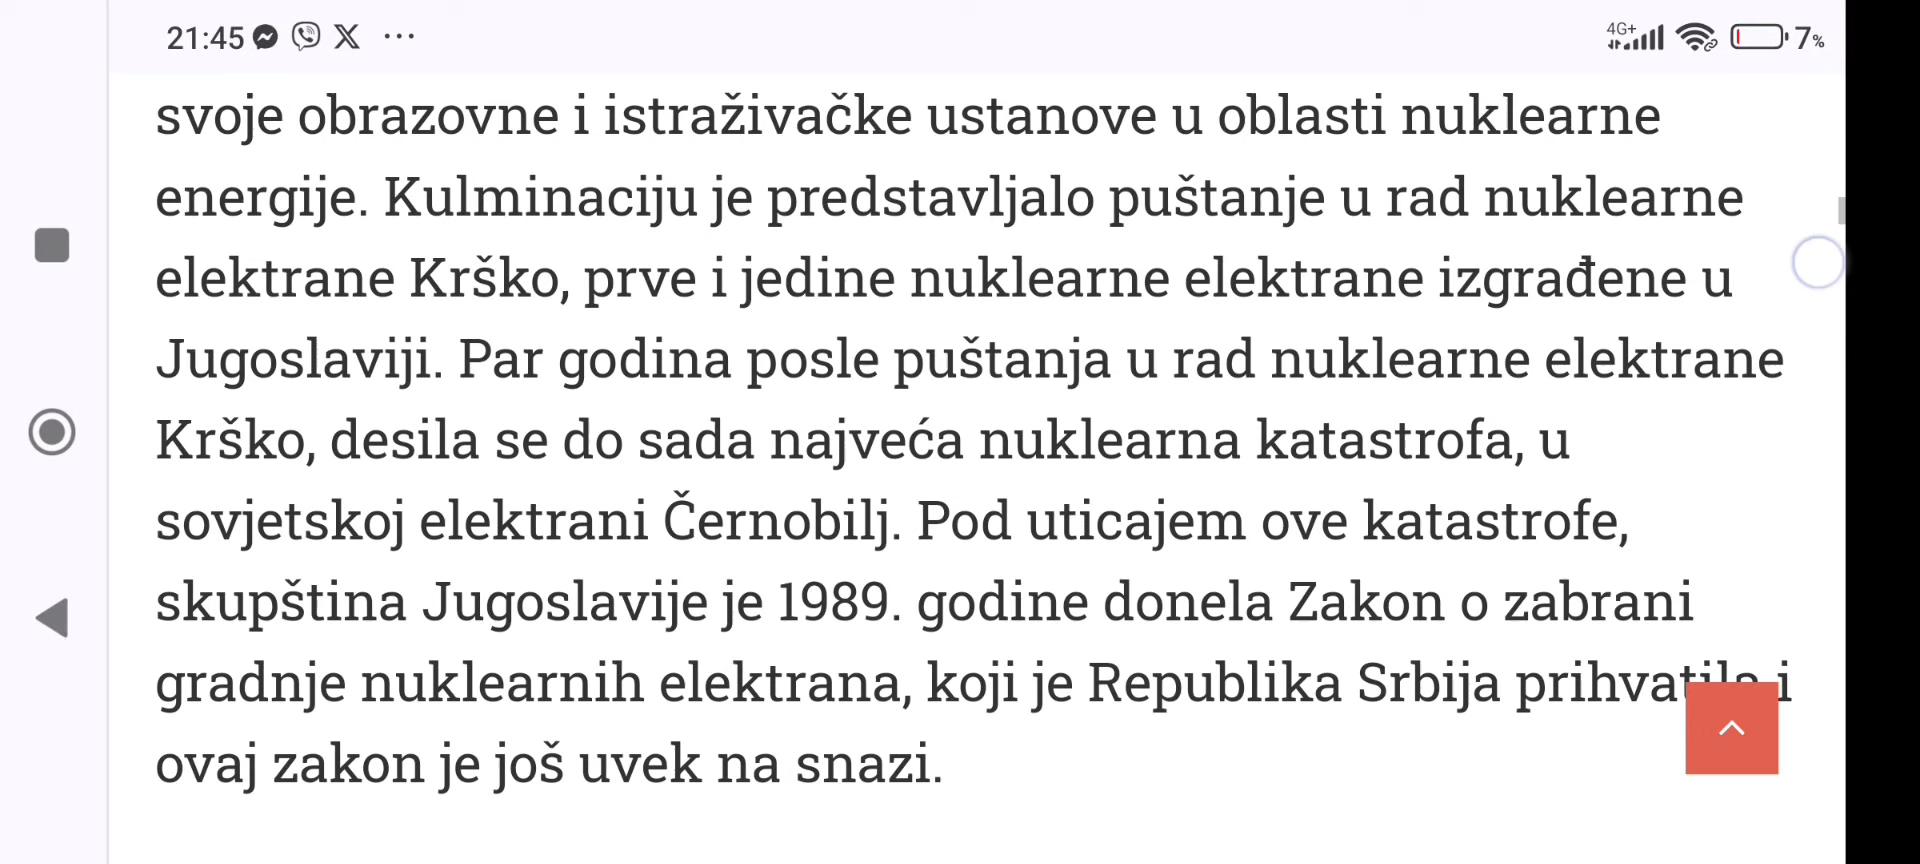 21:45 ... 4G+ 7%
svoje obrazovne i istraživačke ustanove u oblasti nuklearne
energije. Kulminaciju je predstavljalo puštanje u rad nuklearne
elektrane Krško, prve i jedine nuklearne elektrane izgrađene u
Jugoslaviji. Par godina posle puštanja u rad nuklearne elektrane
Krško, desila se do sada najveća nuklearna katastrofa, u
sovjetskoj elektrani Černobilj. Pod uticajem ove katastrofe,
skupština Jugoslavije je 1989. godine donela Zakon o zabrani
gradnje nuklearnih elektrana, koji je Republika Srbija prihvatila i
ovaj zakon je još uvek na snazi.